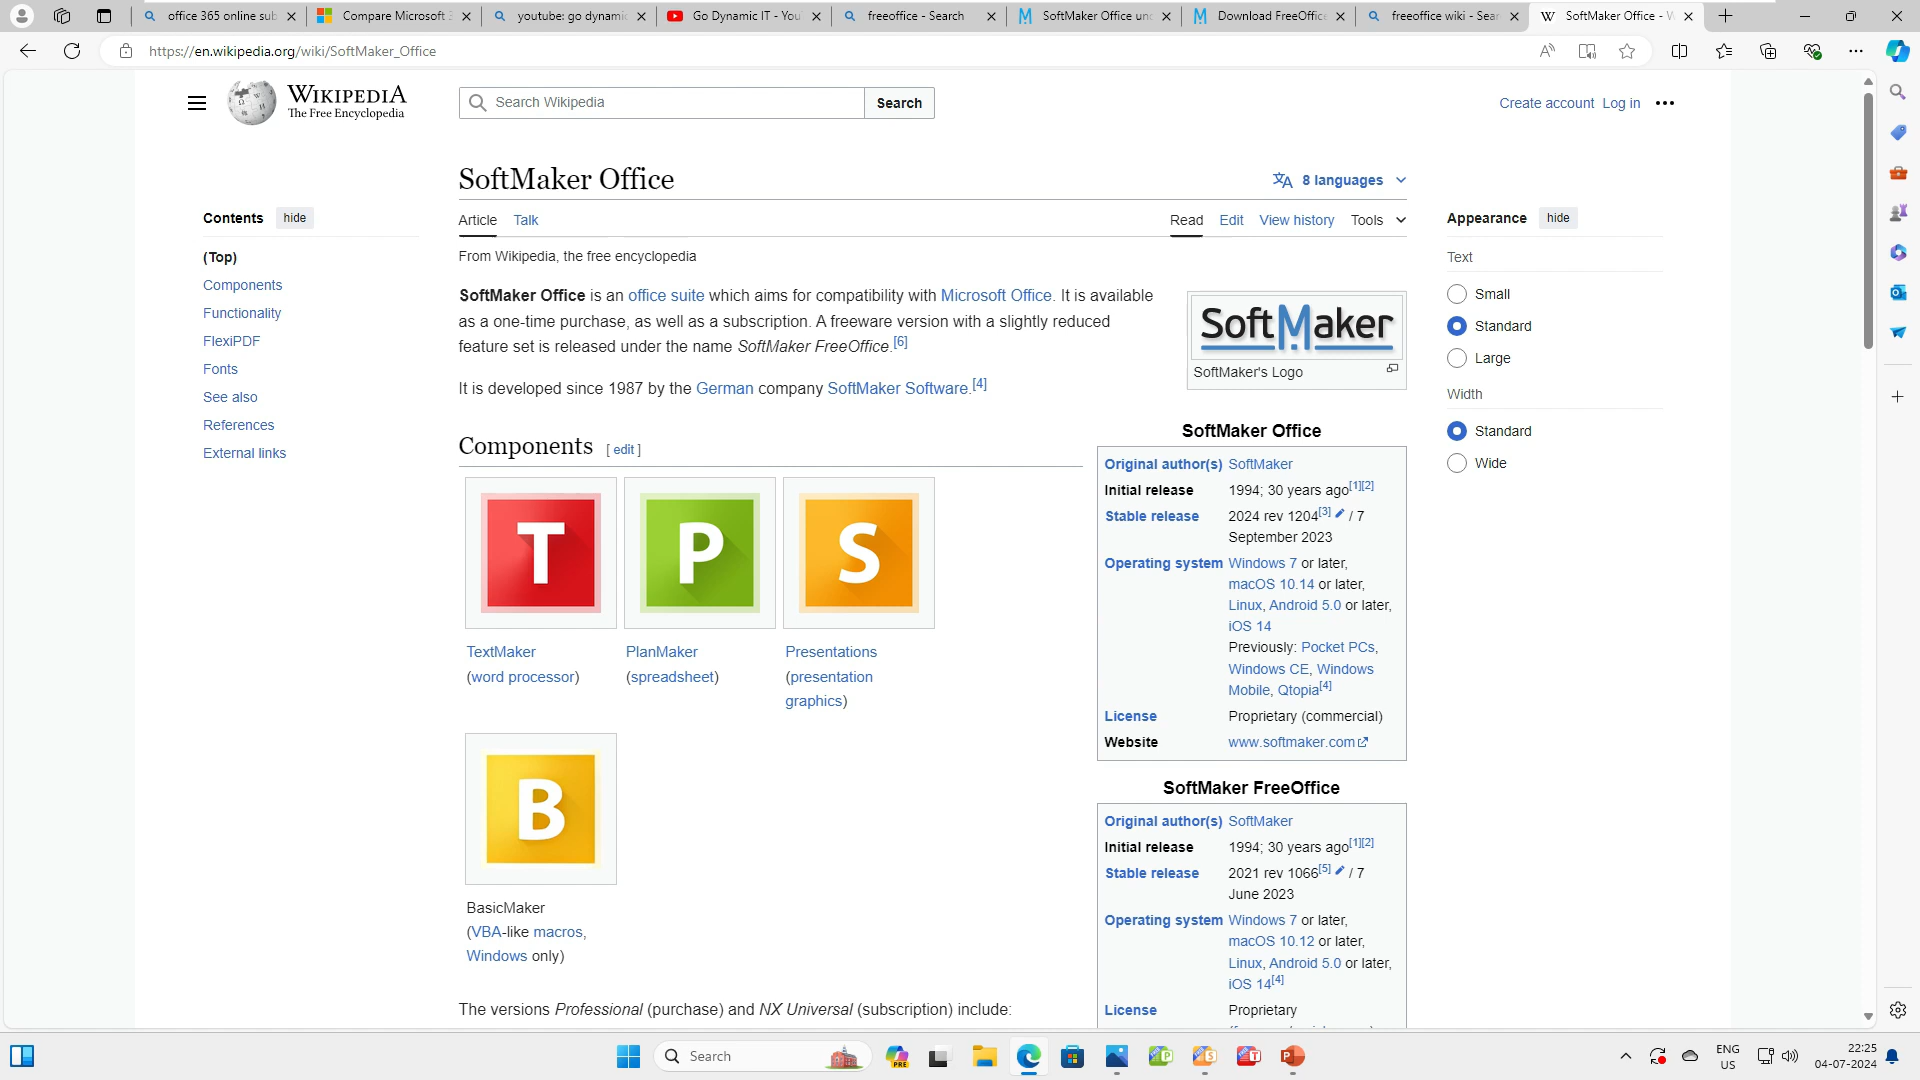 office 365 online sub
Compare Microsoft 3
youtube: go dynamic
Go Dynamic IT - You
freeoffice - Search
SoftMaker Office und
Download FreeOffice
freeoffice wiki - Sear
SoftMaker Office - W
https://en.wikipedia.org/wiki/SoftMaker_Office
WIKIPEDIA
The Free Encyclopedia
Search Wikipedia
Search
Create account Log in
SoftMaker Office
8 languages
Article Talk
Read Edit View history Tools
From Wikipedia, the free encyclopedia
Contents hide
(Top)
Components
Functionality
FlexiPDF
Fonts
See also
References
External links
SoftMaker Office is an office suite which aims for compatibility with Microsoft Office. It is available
as a one-time purchase, as well as a subscription. A freeware version with a slightly reduced
feature set is released under the name SoftMaker FreeOffice.[6]
It is developed since 1987 by the German company SoftMaker Software.[4]
Components [ edit ]
T
P
S
TextMaker
(word processor)
PlanMaker
(spreadsheet)
Presentations
(presentation
graphics)
B
BasicMaker
(VBA-like macros,
Windows only)
The versions Professional (purchase) and NX Universal (subscription) include:
SoftMaker
SoftMaker's Logo
SoftMaker Office
Original author(s) SoftMaker
Initial release 1994; 30 years ago[1][2]
Stable release 2024 rev 1204[3] / 7
September 2023
Operating system Windows 7 or later,
macOS 10.14 or later,
Linux, Android 5.0 or later,
iOS 14
Previously: Pocket PCs,
Windows CE, Windows
Mobile, Qtopia[4]
License Proprietary (commercial)
Website www.softmaker.com
SoftMaker FreeOffice
Original author(s) SoftMaker
Initial release 1994; 30 years ago[1][2]
Stable release 2021 rev 1066[5] / 7
June 2023
Operating system Windows 7 or later,
macOS 10.12 or later,
Linux, Android 5.0 or later,
iOS 14[4]
License Proprietary
Appearance hide
Text
Small
Standard
Large
Width
Standard
Wide
Search
PRE
ENG
US
22:25
04-07-2024